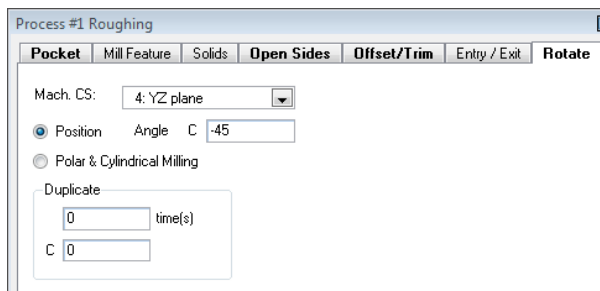 Process #1 Roughing
Pocket Mill Feature Solids Open Sides Offset/Trim Entry / Exit Rotate
Mach. CS: 4: YZ plane
Position Angle C -45
Polar & Cylindrical Milling
Duplicate
0 time(s)
C 0